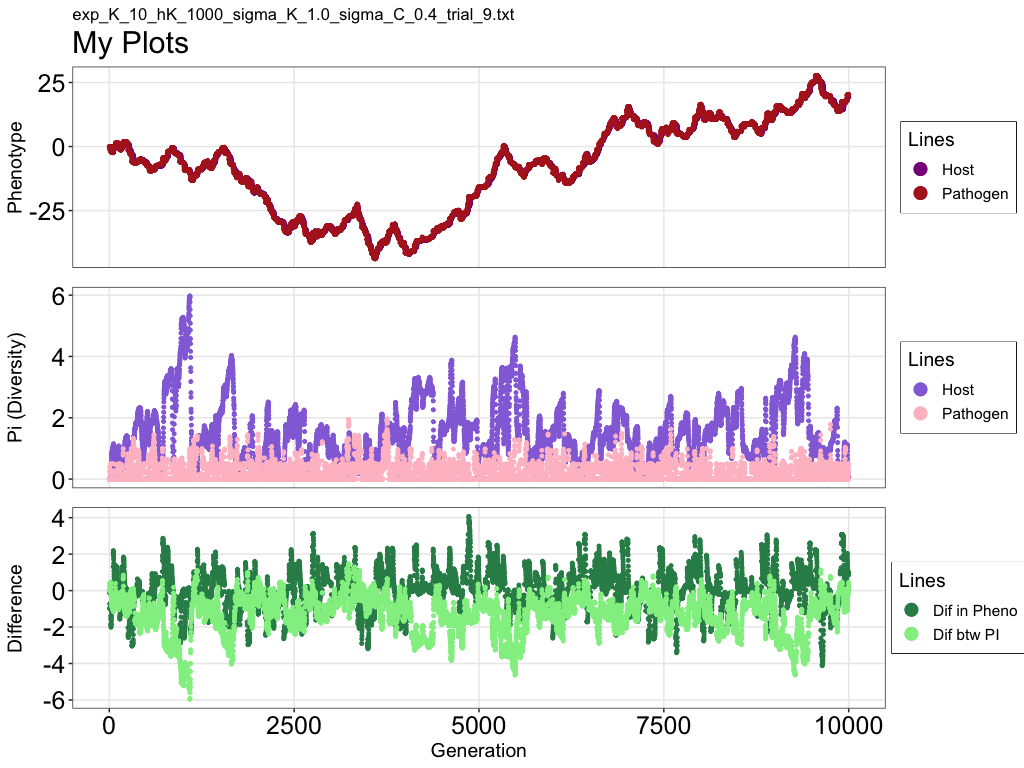 exp_K_10_hK_1000_sigma_K_1.0_sigma_C_0.4_trial_9.txt
My Plots
Phenotype
25
0
-25
Lines
Host
Pathogen
Pi (Diversity)
6
4
2
0
Lines
Host
Pathogen
Difference
4
2
0
-2
-4
-6
Lines
Dif in Pheno
Dif btw PI
0 2500 5000 7500 10000
Generation